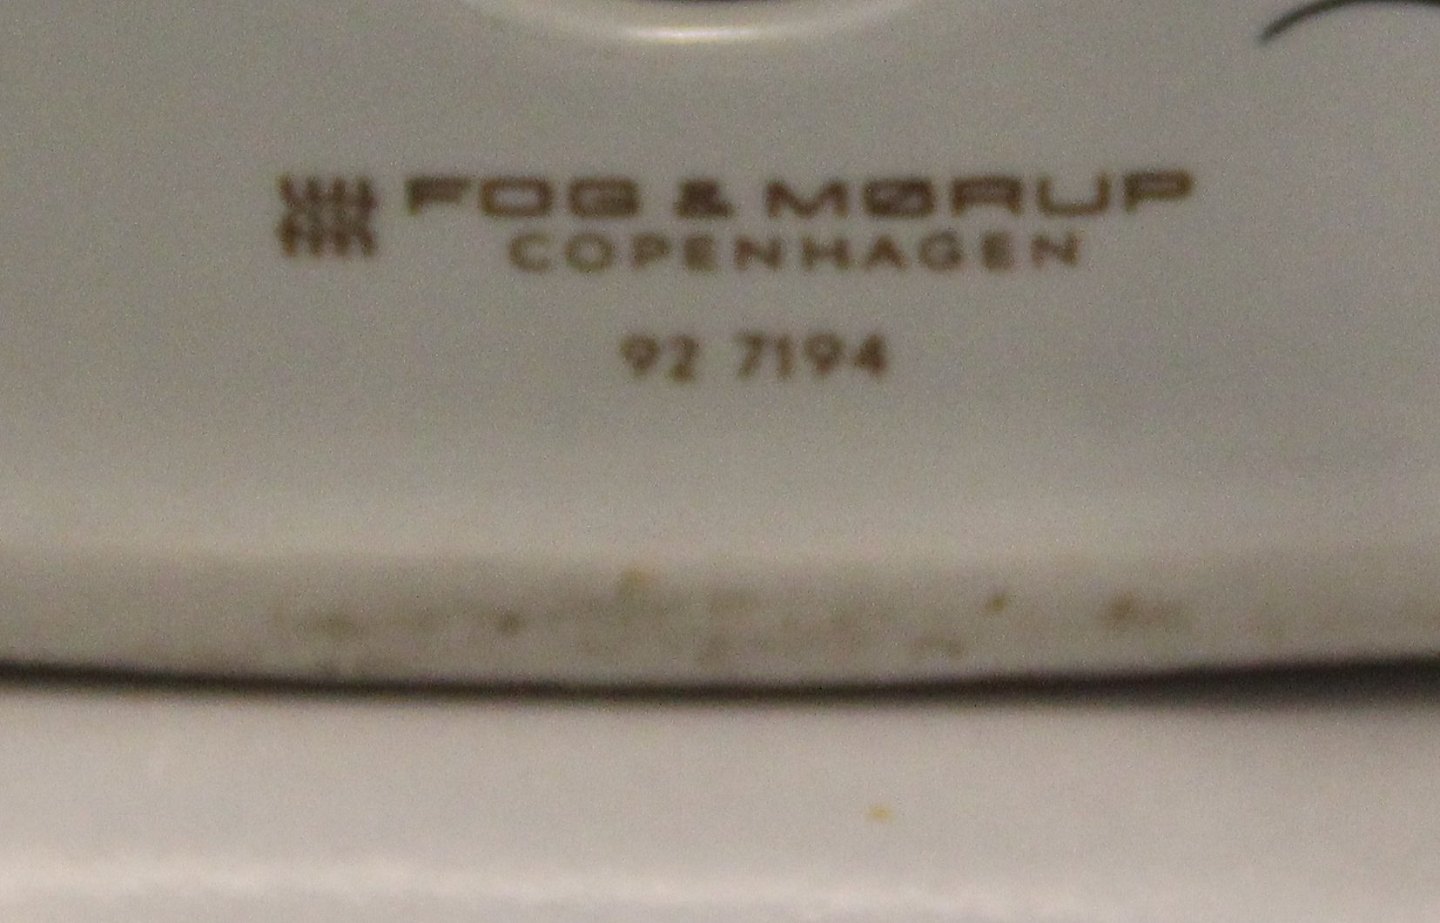 FOG & MØRUP
COPENHAGEN
92 7194